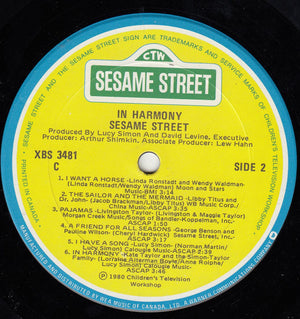 SESAME STREET AND THE SESAME STREET SIGN ARE TRADEMARKS AND SERVICE MARKS OF CHILDREN'S TELEVISION WORKSHOP.
PRINTED IN CANADA.
CTW
SESAME STREET
IN HARMONY
SESAME STREET
Produced By Lucy Simon And David Levine, Executive
Producer: Arthur Shimkin, Associate Producer: Lew Hahn
XBS 3481
C
SIDE 2
1. I WANT A HORSE -Linda Ronstadt and Wendy Waldman-
(Linda Ronstadt/Wendy Waldman) Moon and Stars
Music-BMI 3:14
2. THE SAILOR AND THE MERMAID-Libby Titus and
Dr. John- (Jacob Brackman/Libby Titus) WB Music Corp./
China Music-ASCAP 3:35
3. PAJAMAS -Livingston Taylor- (Livingston & Maggie Taylor)
Morgan Creek Music/Songs of Bandier-Koppelman, Inc.-
ASCAP 1:50
4. A FRIEND FOR ALL SEASONS -George Benson and
Pauline Wilson- (Cheryl Hardwick) Sesame Street, Inc.-
ASCAP 3:17
5. I HAVE A SONG -Lucy Simon- (Norman Martin/
Lucy Simon) Lucy Simon/Calougie Music-ASCAP 2:38
6. IN HARMONY -Kate Taylor and the Simon-Taylor
Family- (Lorraine Alterman Boyle/Anne Roiphe/
Lucy Simon) Calougie Music-
ASCAP 3:46
℗ 1980 Children's Television
Workshop
MANUFACTURED AND DISTRIBUTED BY WEA MUSIC OF CANADA, LTD. A WARNER COMMUNICATIONS COMPANY